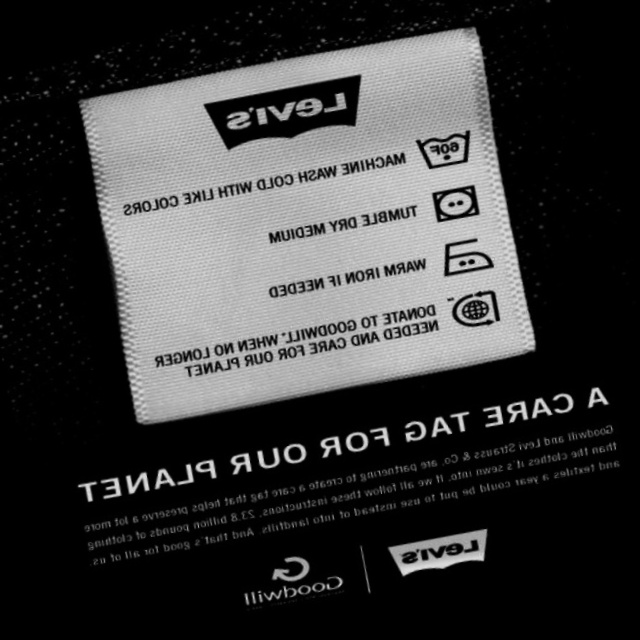 Levi's
80F
MACHINE WASH COLD WITH LIKE COLORS
TUMBLE DRY MEDIUM
WARM IRON IF NEEDED
DONATE TO GOODWILL™ WHEN NO LONGER
NEEDED AND CARE FOR OUR PLANET
A CARE TAG FOR OUR PLANET
Goodwill and Levi Strauss & Co. are partnering to create a care tag that helps preserve a lot more
than the clothes it's sewn into. If we all follow these instructions, 23.8 billion pounds of clothing
and textiles a year could be put to use instead of into landfills. And that's good for all of us.
Goodwill
Levi's